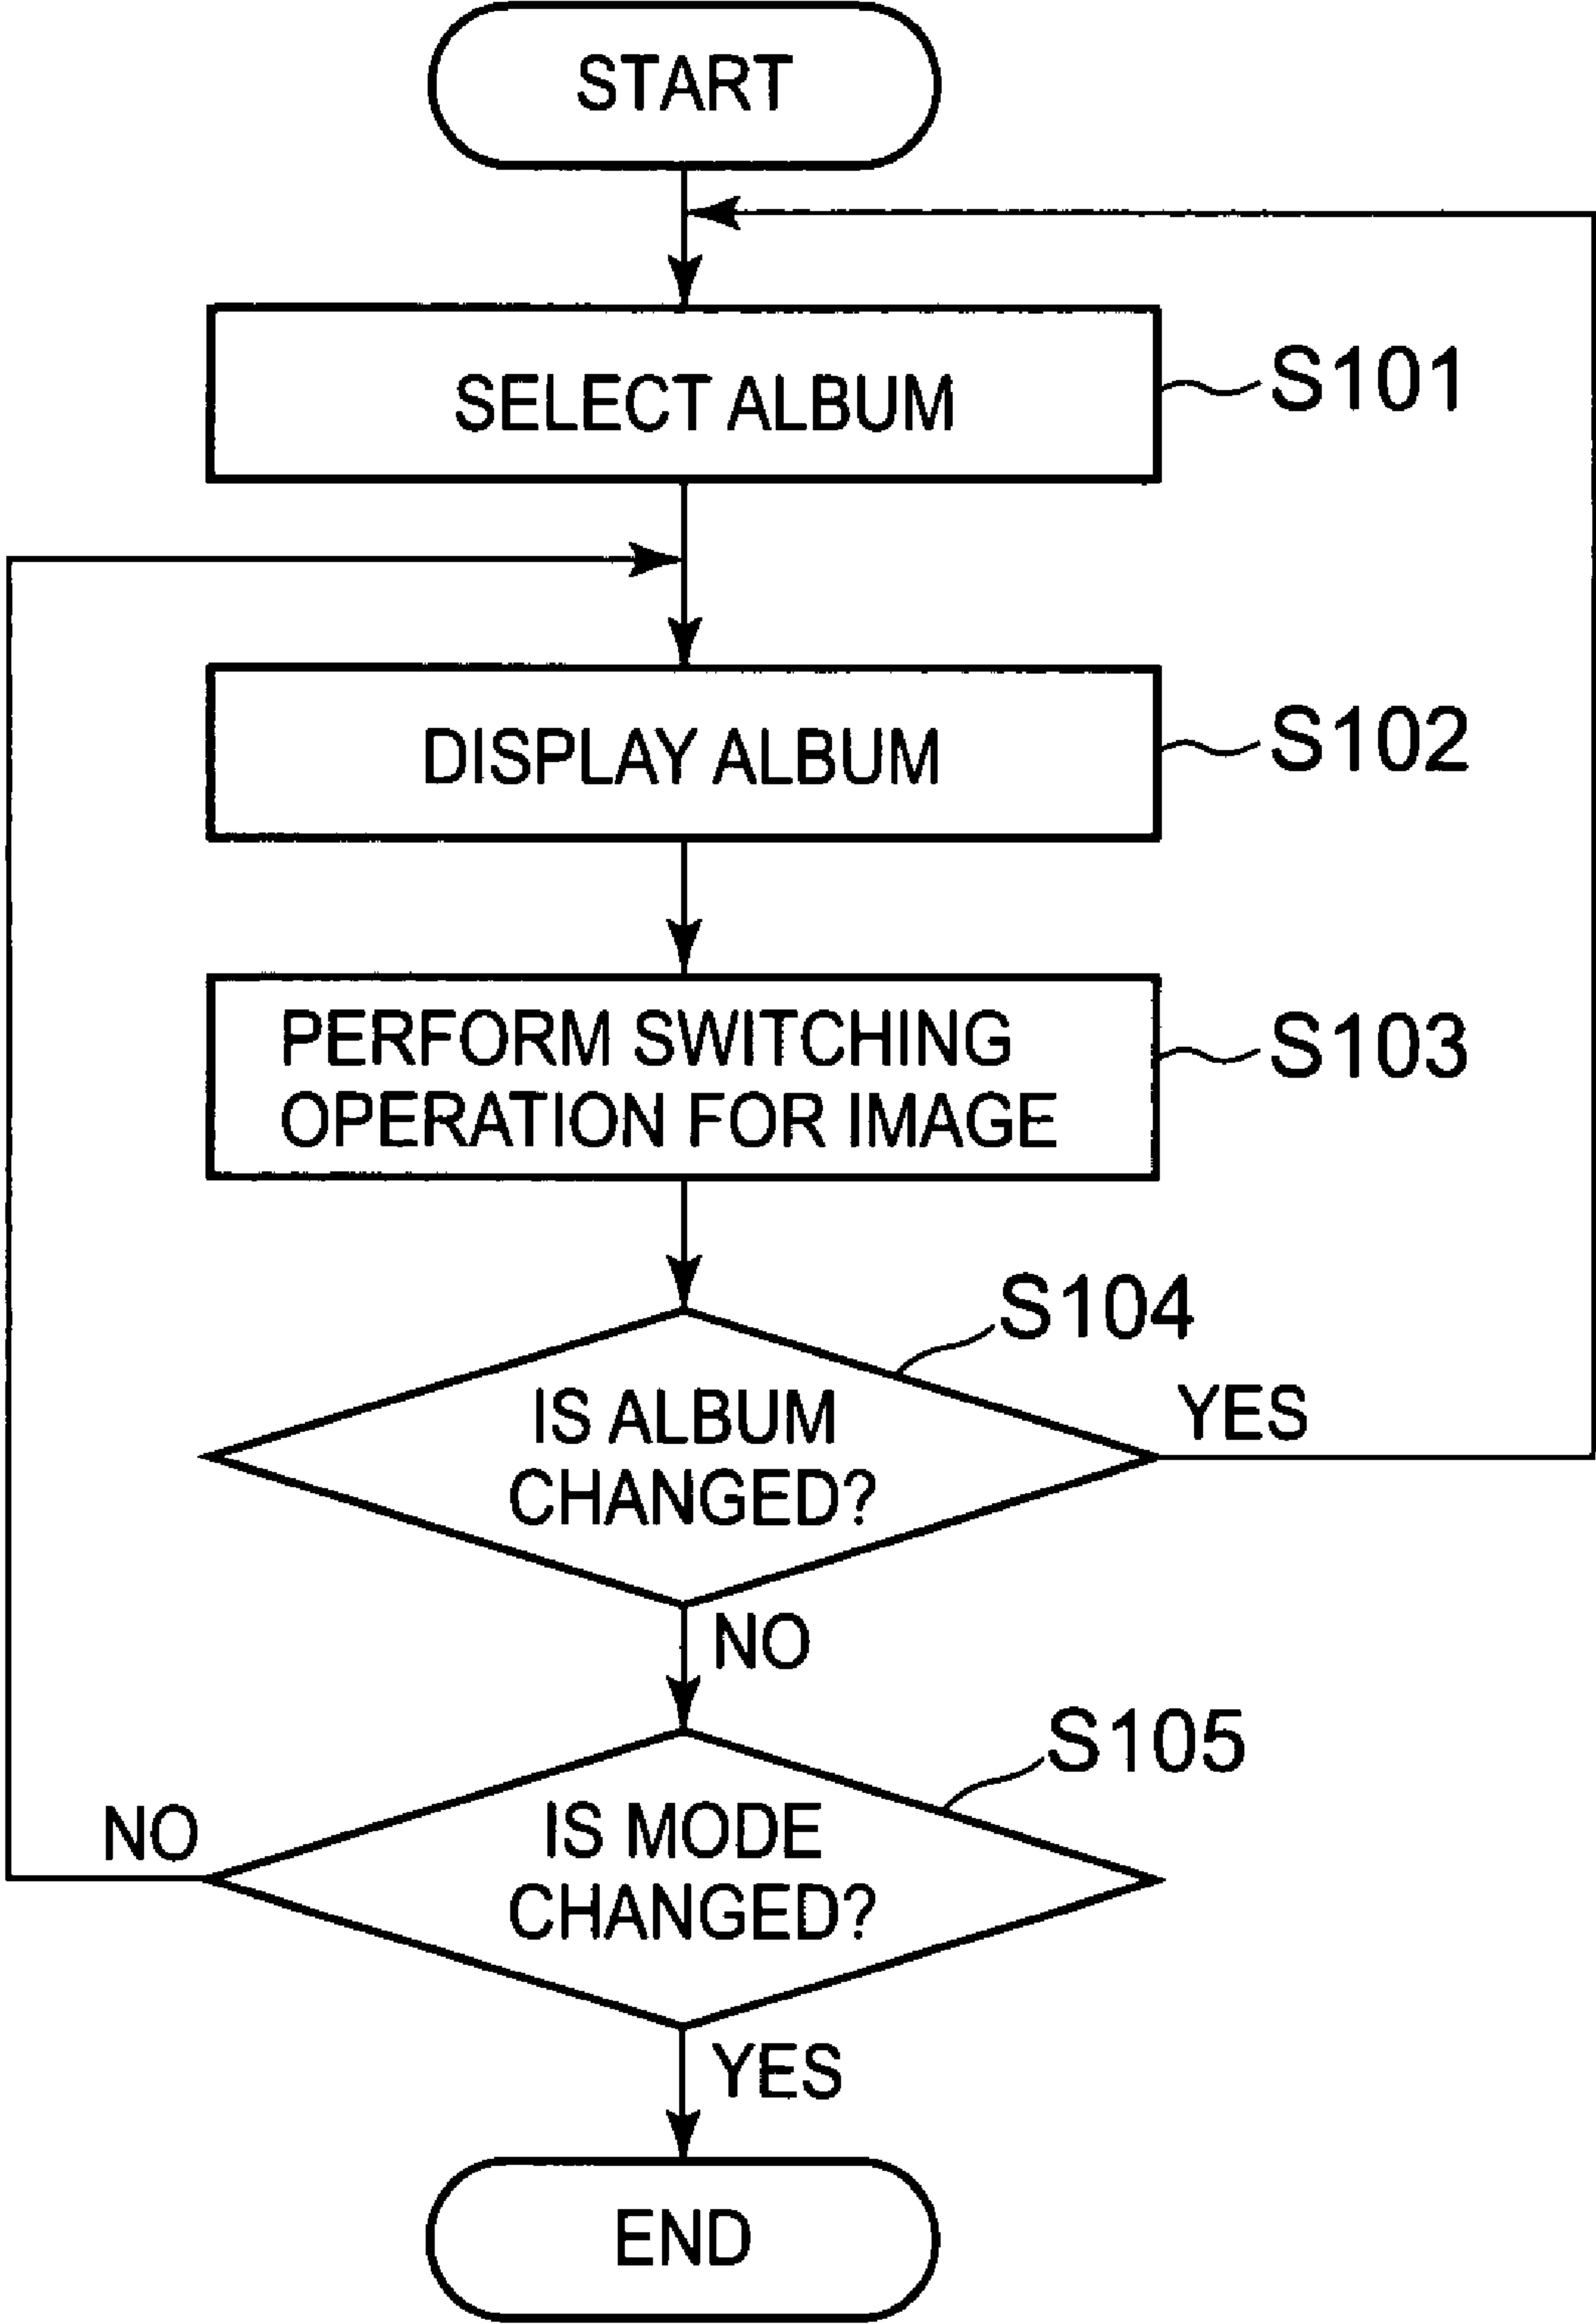 START
SELECT ALBUM
S101
DISPLAY ALBUM
S102
PERFORM SWITCHING
OPERATION FOR IMAGE
S103
S104
IS ALBUM
CHANGED?
YES
NO
S105
IS MODE
CHANGED?
NO
YES
END